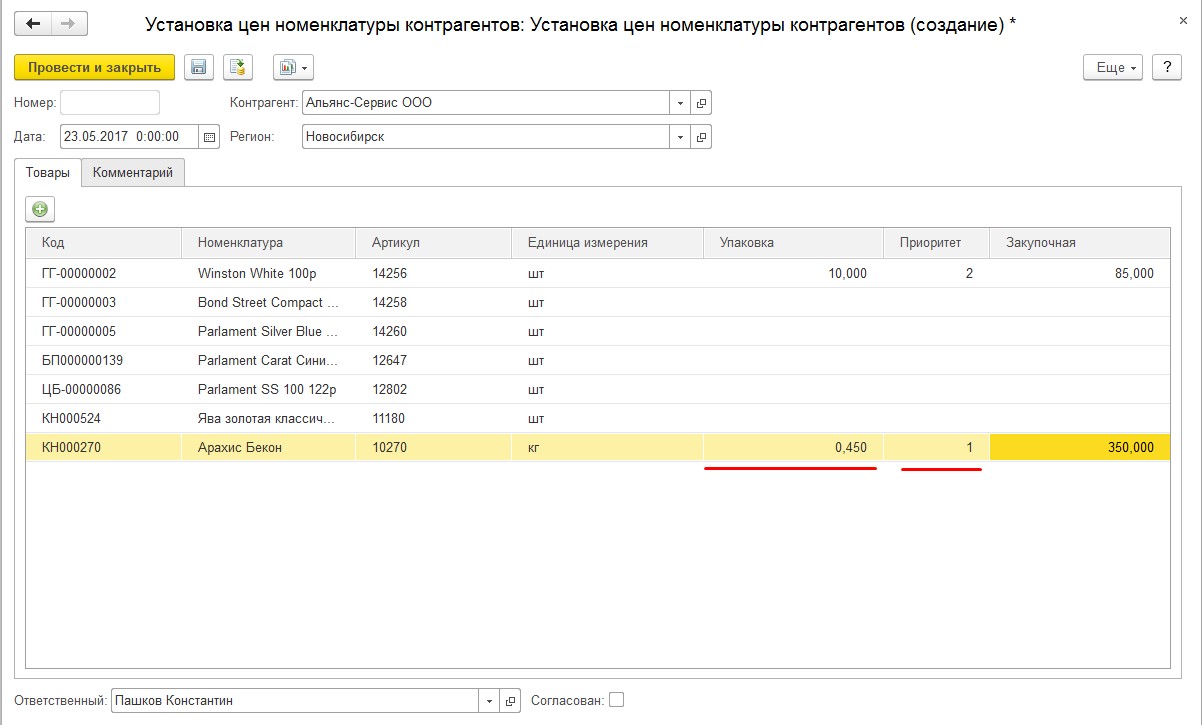 Установка цен номенклатуры контрагентов: Установка цен номенклатуры контрагентов (создание) *
Провести и закрыть Еще ?
Номер: Контрагент: Альянс-Сервис ООО
Дата: 23.05.2017 0:00:00 Регион: Новосибирск
Товары Комментарий
Код Номенклатура Артикул Единица измерения Упаковка Приоритет Закупочная
ГГ-00000002 Winston White 100р 14256 шт 10,000 2 85,000
ГГ-00000003 Bond Street Compact ... 14258 шт
ГГ-00000005 Parlament Silver Blue ... 14260 шт
БП000000139 Parlament Carat Сини... 12647 шт
ЦБ-00000086 Parlament SS 100 122р 12802 шт
КН000524 Ява золотая классич... 11180 шт
КН000270 Арахис Бекон 10270 кг 0,450 1 350,000
Ответственный: Пашков Константин Согласован: